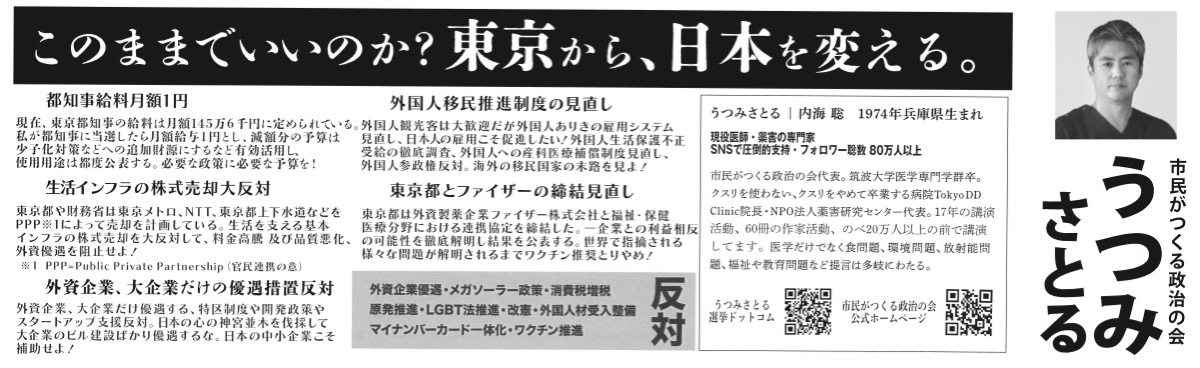 このままでいいのか？東京から、日本を変える。
都知事給料月額1円
現在、東京都知事の給料は月額145万6千円に定められている。
私が都知事に当選したら月額給与1円とし、減額分の予算は
少子化対策などへの追加財源にするなど有効活用し、
使用用途は都度公表する。必要な政策に必要な予算を！
生活インフラの株式売却大反対
東京都や財務省は東京メトロ、NTT、東京都上下水道などを
PPP※1によって売却を計画している。生活を支える基本
インフラの株式売却を大反対して、料金高騰 及び品質悪化、
外資優遇を阻止せよ！
※1 PPP=Public Private Partnership（官民連携の意）
外資企業、大企業だけの優遇措置反対
外資企業、大企業だけ優遇する、特区制度や開発政策や
スタートアップ支援反対。日本の心の神宮並木を伐採して
大企業のビル建設ばかり優遇するな。日本の中小企業こそ
補助せよ！
外国人移民推進制度の見直し
外国人観光客は大歓迎だが外国人ありきの雇用システム
見直し、日本人の雇用こそ促進したい！外国人生活保護不正
受給の徹底調査、外国人への産科医療補償制度見直し、
外国人参政権反対。海外の移民国家の末路を見よ！
東京都とファイザーの締結見直し
東京都は外資製薬企業ファイザー株式会社と福祉・保健
医療分野における連携協定を締結した。一企業との利益相反
の可能性を徹底解明し結果を公表する。世界で指摘される
様々な問題が解明されるまでワクチン推奨とりやめ！
外資企業優遇・メガソーラー政策・消費税増税
原発推進・LGBT法推進・改憲・外国人材受入整備
マイナンバーカード一体化・ワクチン推進
反対
うつみさとる｜内海 聡　1974年兵庫県生まれ
現役医師・薬害の専門家
SNSで圧倒的支持・フォロワー総数 80万人以上
市民がつくる政治の会代表。筑波大学医学専門学群卒。
クスリを使わない、クスリをやめて卒業する病院Tokyo DD
Clinic院長・NPO法人薬害研究センター代表。17年の講演
活動、60冊の作家活動、のべ20万人以上の前で講演
してます。 医学だけでなく食問題、環境問題、放射能問
題、福祉や教育問題など提言は多岐にわたる。
うつみさとる
選挙ドットコム
市民がつくる政治の会
公式ホームページ
市民がつくる政治の会
うつみ
さとる